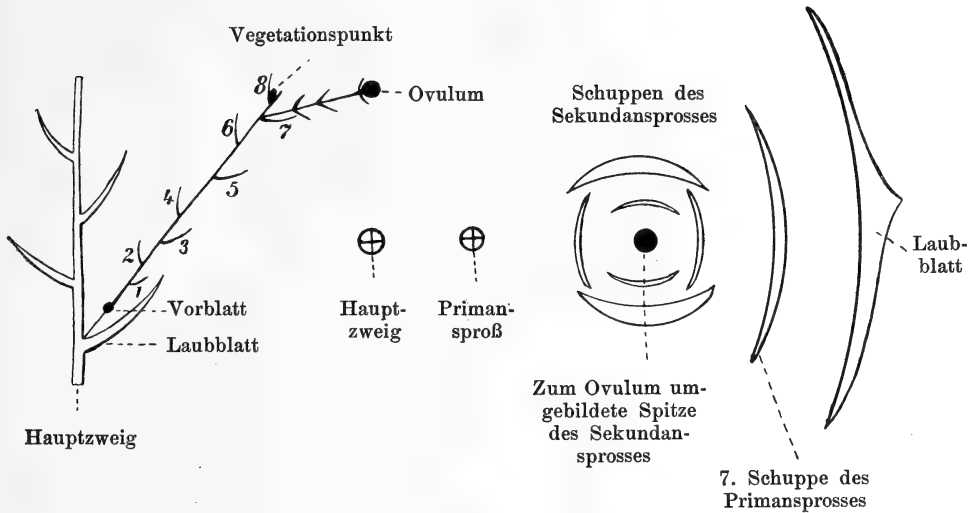 Vegetationspunkt
8
Ovulum
7
6
5
4
3
2
1
Vorblatt
Laubblatt
Hauptzweig
Haupt-
zweig
Priman-
sproß
Schuppen des
Sekundansprosses
Zum Ovulum um-
gebildete Spitze
des Sekundan-
sprosses
Laub-
blatt
7. Schuppe des
Primansprosses